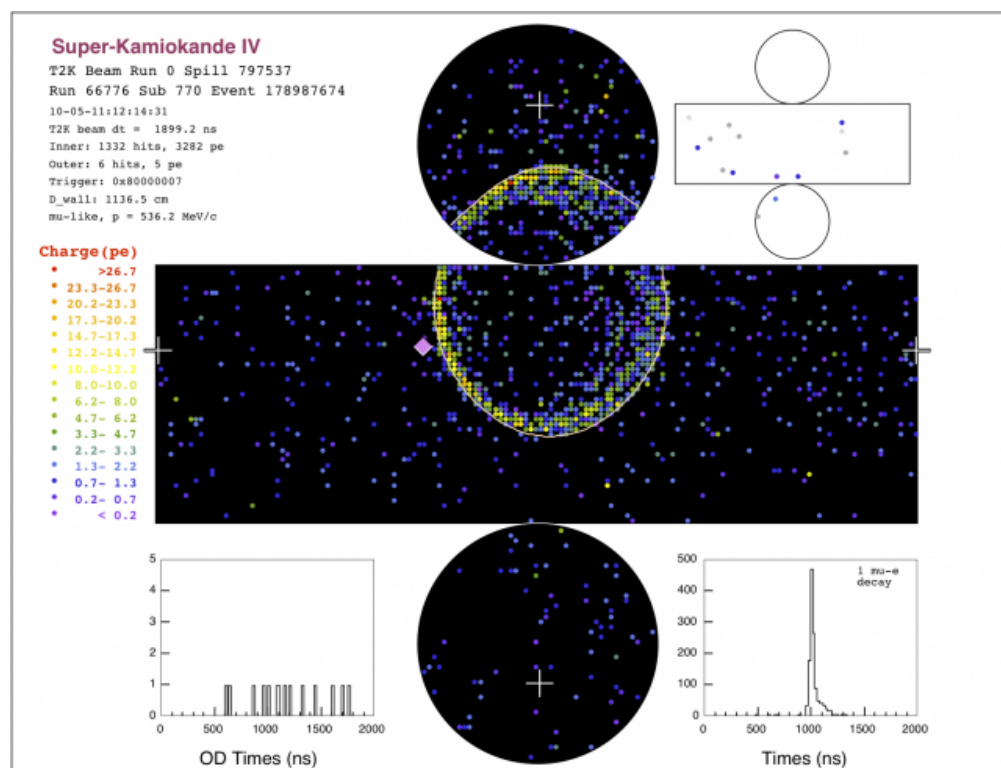 Super-Kamiokande IV
T2K Beam Run 0 Spill 797537
Run 66776 Sub 770 Event 178987674
10-05-11:12:14:31
T2K beam dt = 1899.2 ns
Inner: 1332 hits, 3282 pe
Outer: 6 hits, 5 pe
Trigger: 0x80000007
D_wall: 1136.5 cm
mu-like, p = 536.2 MeV/c
Charge(pe)
>26.7
23.3-26.7
20.2-23.3
17.3-20.2
14.7-17.3
12.2-14.7
10.0-12.2
8.0-10.0
6.2- 8.0
4.7- 6.2
3.3- 4.7
2.2- 3.3
1.3- 2.2
0.7- 1.3
0.2- 0.7
< 0.2
5
4
3
2
1
0
0 500 1000 1500 2000
OD Times (ns)
500
400
300
200
100
0
1 mu-e
decay
0 500 1000 1500 2000
Times (ns)